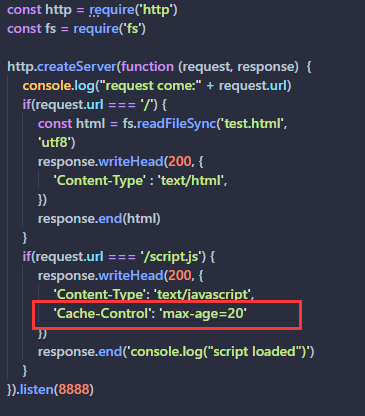 const http = require('http')
const fs = require('fs')
http.createServer(function (request, response)  {
console.log("request come:" + request.url)
if(request.url === '/') {
const html = fs.readFileSync('test.html',
'utf8')
response.writeHead(200, {
'Content-Type' : 'text/html',
})
response.end(html)
}
if(request.url === '/script.js') {
response.writeHead(200, {
'Content-Type': 'text/javascript',
'Cache-Control': 'max-age=20'
})
response.end('console.log("script loaded")')
}
}).listen(8888)